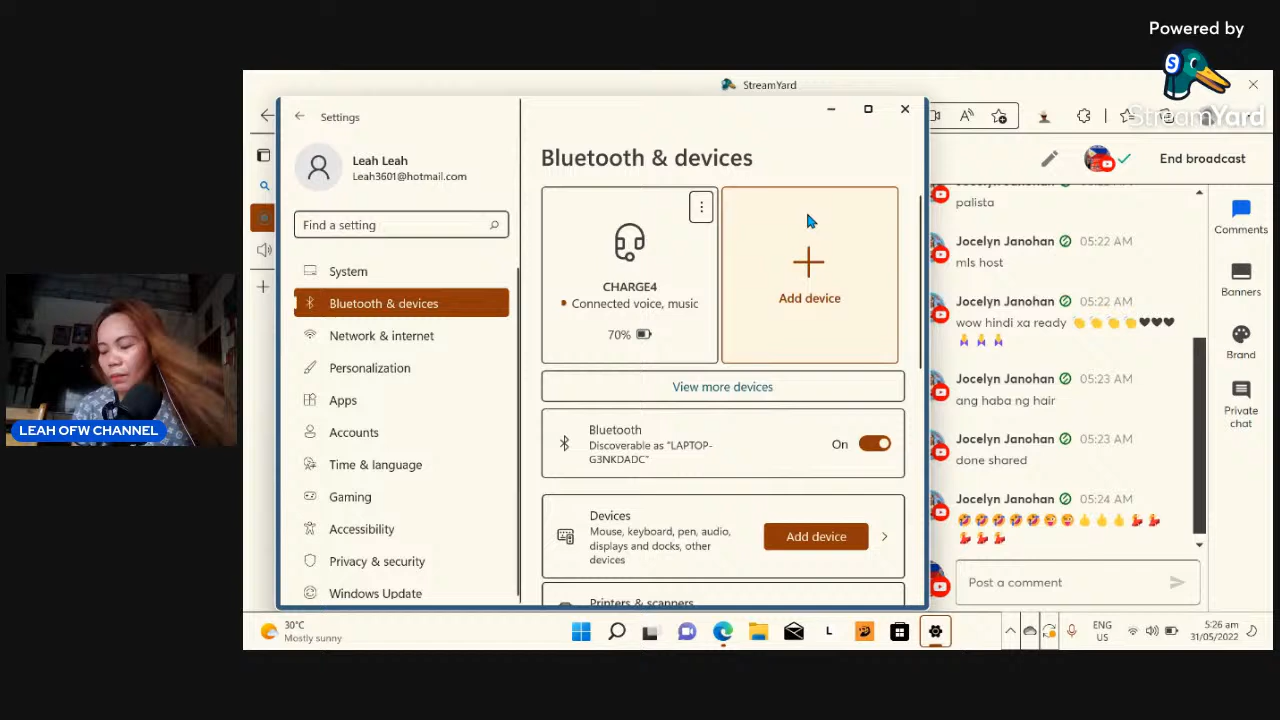 Powered by
StreamYard
StreamYard
Settings
Leah Leah
Leah3601@hotmail.com
Find a setting
System
Bluetooth & devices
Network & internet
Personalization
Apps
Accounts
Time & language
Gaming
Accessibility
Privacy & security
Windows Update
Bluetooth & devices
CHARGE4
Connected voice, music
70%
Add device
View more devices
Bluetooth
Discoverable as "LAPTOP-
G3NKDADC"
On
Devices
Mouse, keyboard, pen, audio,
displays and docks, other
devices
Add device
Printers & scanners
End broadcast
Jocelyn Janohan
palista
Jocelyn Janohan 05:22 AM
mls host
Jocelyn Janohan 05:22 AM
wow hindi xa ready 👏👏👏👏🖤🖤🖤
Jocelyn Janohan 05:23 AM
ang haba ng hair
Jocelyn Janohan 05:23 AM
done shared
Jocelyn Janohan 05:24 AM
Post a comment
Comments
Banners
Brand
Private
chat
LEAH OFW CHANNEL
30°C
Mostly sunny
L
ENG
US
5:26 am
31/05/2022